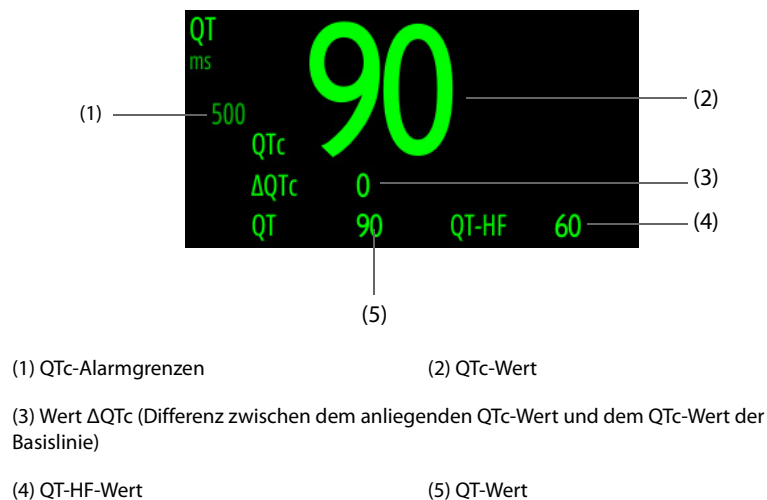 QT
ms
90
(1)
500
(2)
QTc
ΔQTc 0
(3)
QT 90 QT-HF 60
(4)
(5)
(1) QTc-Alarmgrenzen (2) QTc-Wert
(3) Wert ΔQTc (Differenz zwischen dem anliegenden QTc-Wert und dem QTc-Wert der
Basislinie)
(4) QT-HF-Wert (5) QT-Wert